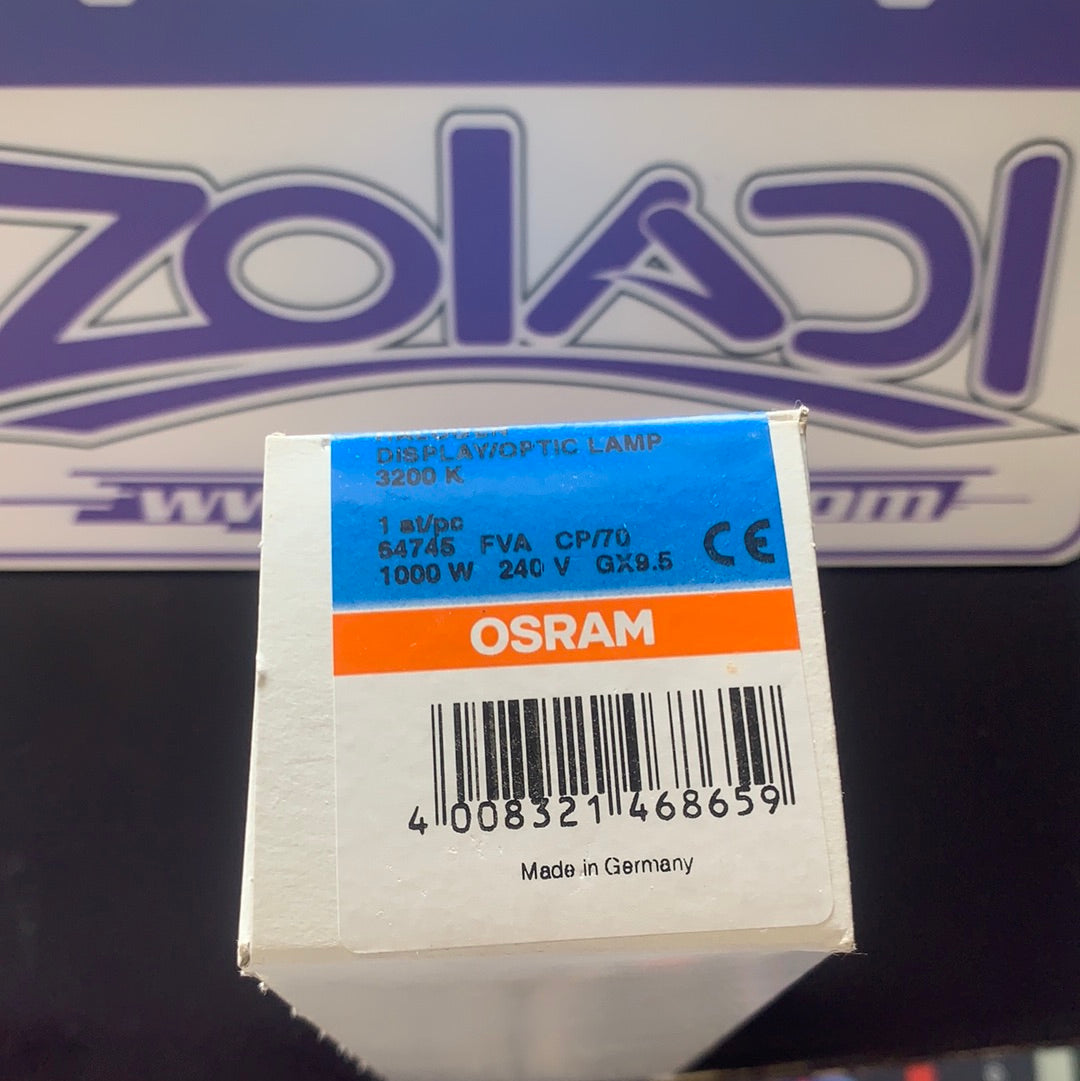 ZOLADI
DISPLAY/OPTIC LAMP
3200 K
1 st/pc
64745 FVA CP/70
1000 W 240 V GX9.5
CE
OSRAM
4 008321 468659
Made in Germany